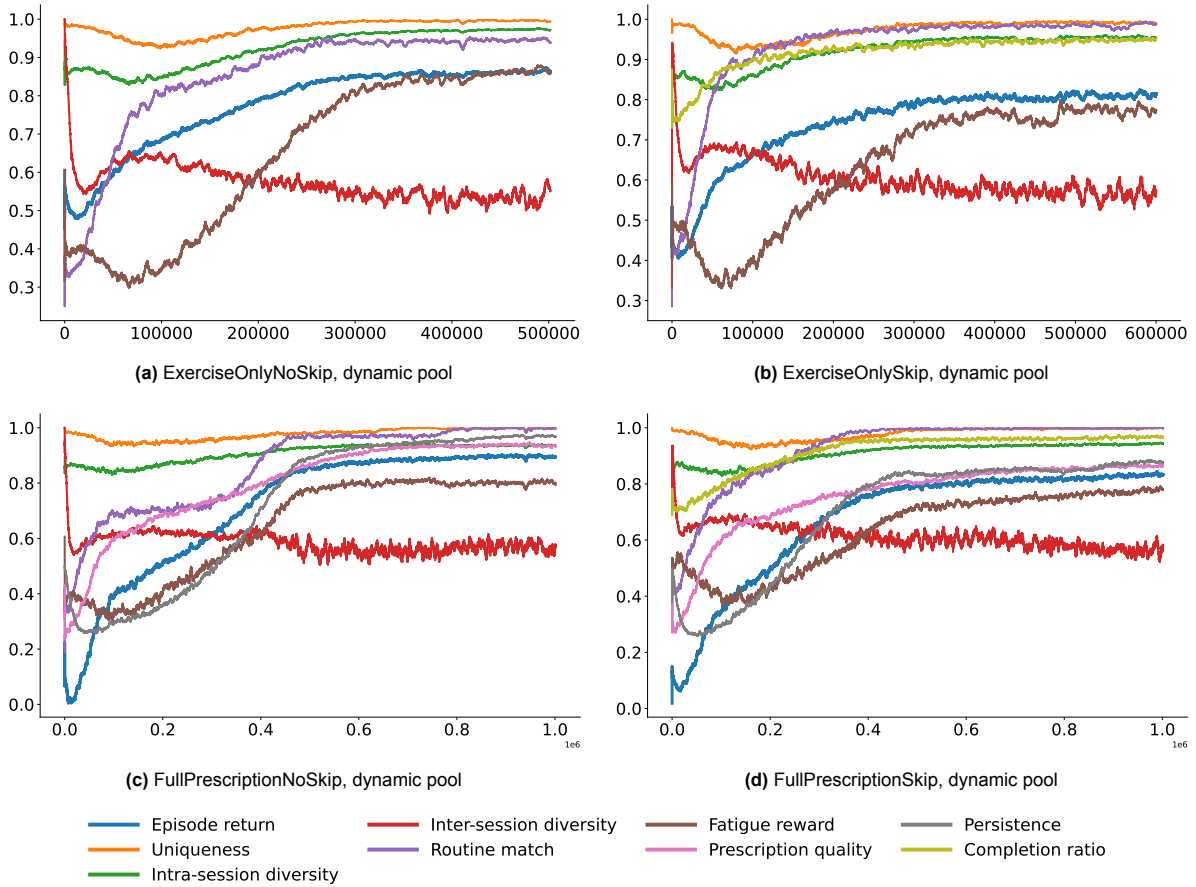 1.0
0.9
0.8
0.7
0.6
0.5
0.4
0.3
0 100000 200000 300000 400000 500000
(a) ExerciseOnlyNoSkip, dynamic pool
1.0
0.9
0.8
0.7
0.6
0.5
0.4
0.3
0 100000 200000 300000 400000 500000 600000
(b) ExerciseOnlySkip, dynamic pool
1.0
0.8
0.6
0.4
0.2
0.0
0.0 0.2 0.4 0.6 0.8 1.0
1e6
(c) FullPrescriptionNoSkip, dynamic pool
1.0
0.8
0.6
0.4
0.2
0.0
0.0 0.2 0.4 0.6 0.8 1.0
1e6
(d) FullPrescriptionSkip, dynamic pool
Episode return Inter-session diversity Fatigue reward Persistence
Uniqueness Routine match Prescription quality Completion ratio
Intra-session diversity